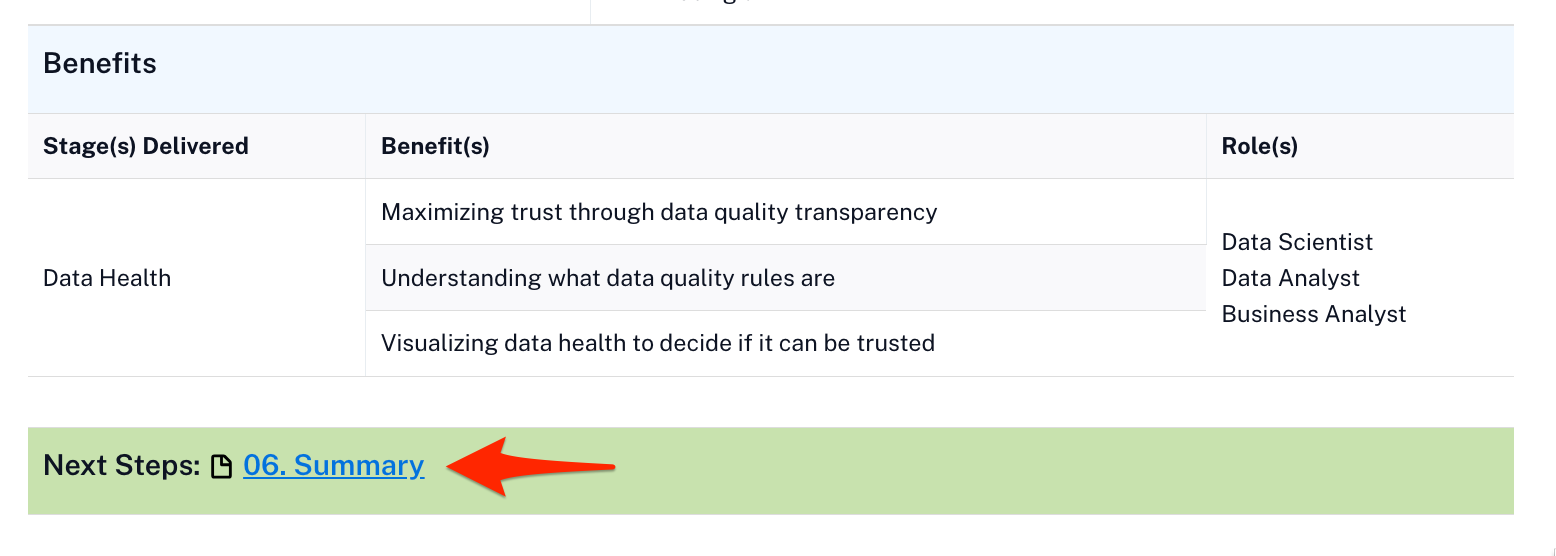 Benefits
Stage(s) Delivered
Benefit(s)
Role(s)
Data Health
Maximizing trust through data quality transparency
Understanding what data quality rules are
Visualizing data health to decide if it can be trusted
Data Scientist
Data Analyst
Business Analyst
Next Steps: 06. Summary